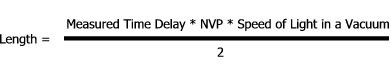 Measured Time Delay * NVP * Speed of Light in a Vacuum
Length =
2